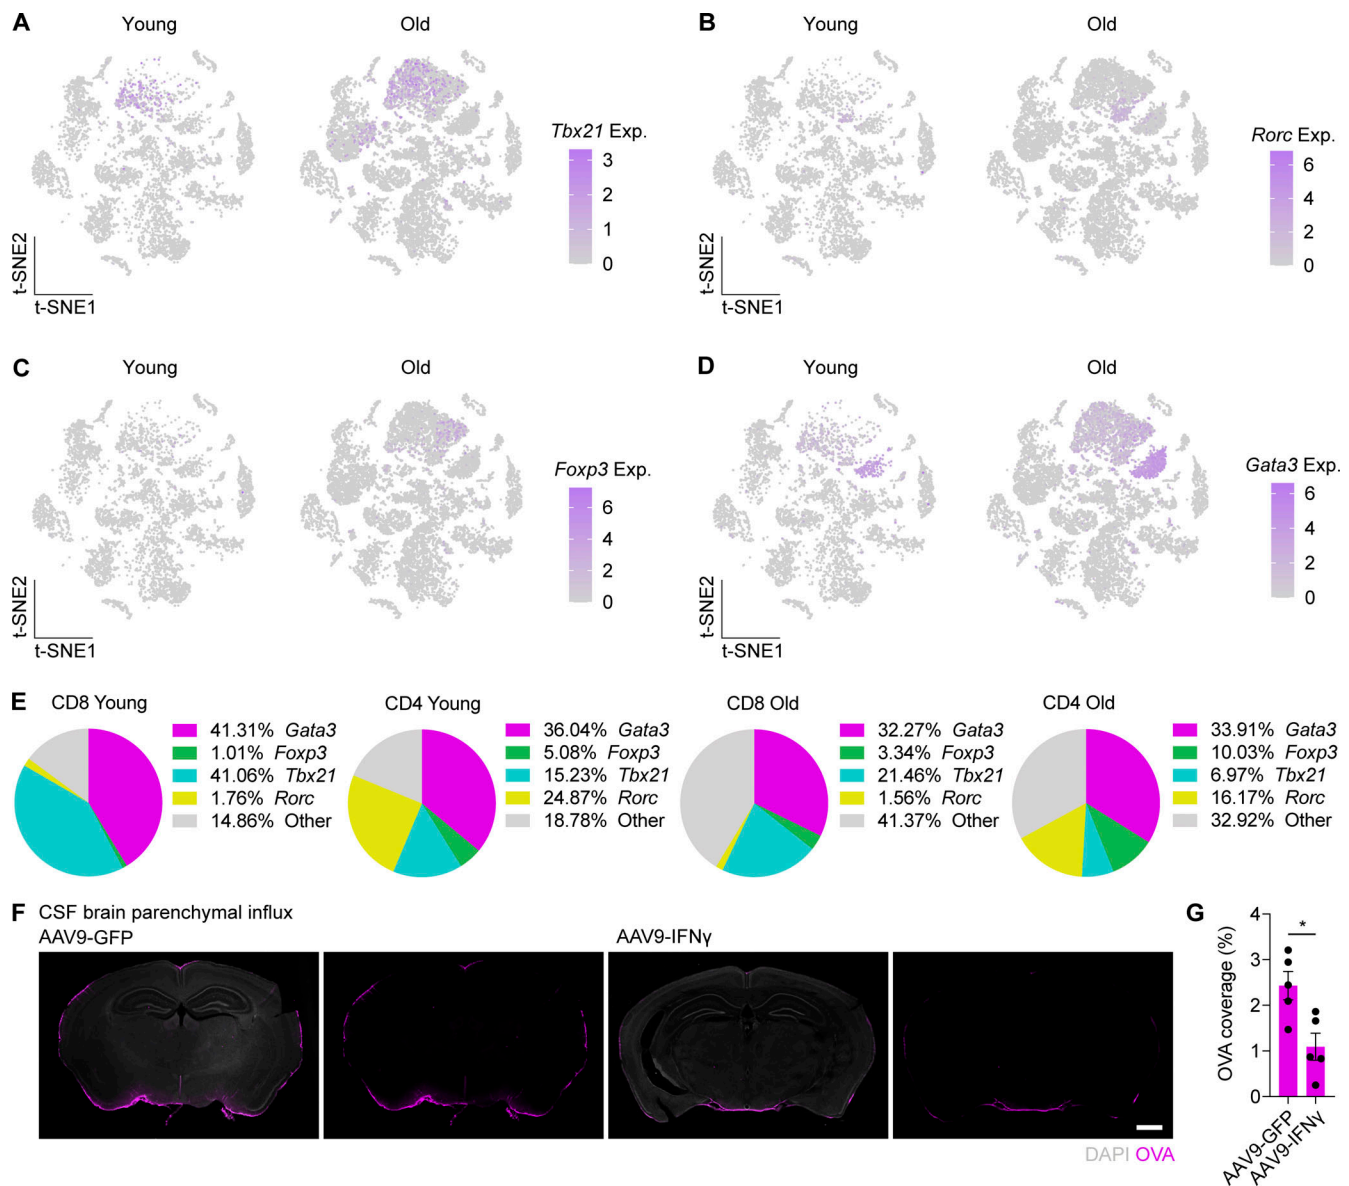 A
Young
Old
Tbx21 Exp.
3
2
1
0
t-SNE2
t-SNE1
B
Young
Old
Rorc Exp.
6
4
2
0
t-SNE2
t-SNE1
C
Young
Old
Foxp3 Exp.
6
4
2
0
t-SNE2
t-SNE1
D
Young
Old
Gata3 Exp.
6
4
2
0
t-SNE2
t-SNE1
E
CD8 Young
41.31% Gata3
1.01% Foxp3
41.06% Tbx21
1.76% Rorc
14.86% Other
CD4 Young
36.04% Gata3
5.08% Foxp3
15.23% Tbx21
24.87% Rorc
18.78% Other
CD8 Old
32.27% Gata3
3.34% Foxp3
21.46% Tbx21
1.56% Rorc
41.37% Other
CD4 Old
33.91% Gata3
10.03% Foxp3
6.97% Tbx21
16.17% Rorc
32.92% Other
F CSF brain parenchymal influx
AAV9-GFP
AAV9-IFNγ
DAPI OVA
G
OVA coverage (%)
4
3
2
1
0
*
AAV9-GFP
AAV9-IFNγ